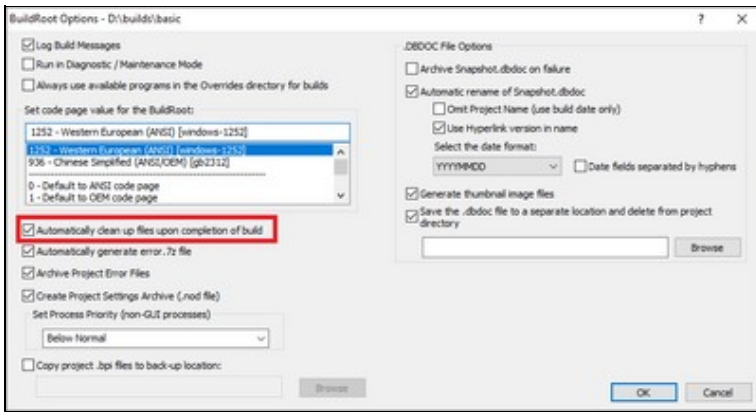 BuildRoot Options - D:\builds\basic
Log Build Messages
Run in Diagnostic / Maintenance Mode
Always use available programs in the Overrides directory for builds
Set code page value for the BuildRoot:
1252 - Western European (ANSI) [windows-1252]
1252 - Western European (ANSI) [windows-1252]
936 - Chinese Simplified (ANSI/OEM) [gb2312]
0 - Default to ANSI code page
1 - Default to OEM code page
Automatically clean up files upon completion of build
Automatically generate error.7z file
Archive Project Error Files
Create Project Settings Archive (.nod file)
Set Process Priority (non-GUI processes)
Below Normal
Copy project .bpi files to back-up location:
Browse
.DBDOC File Options
Archive Snapshot.dbdoc on failure
Automatic rename of Snapshot.dbdoc
Omit Project Name (use build date only)
Use Hyperlink version in name
Select the date format:
YYYYMMDD
Date fields separated by hyphens
Generate thumbnail image files
Save the .dbdoc file to a separate location and delete from project
directory
Browse
OK
Cancel